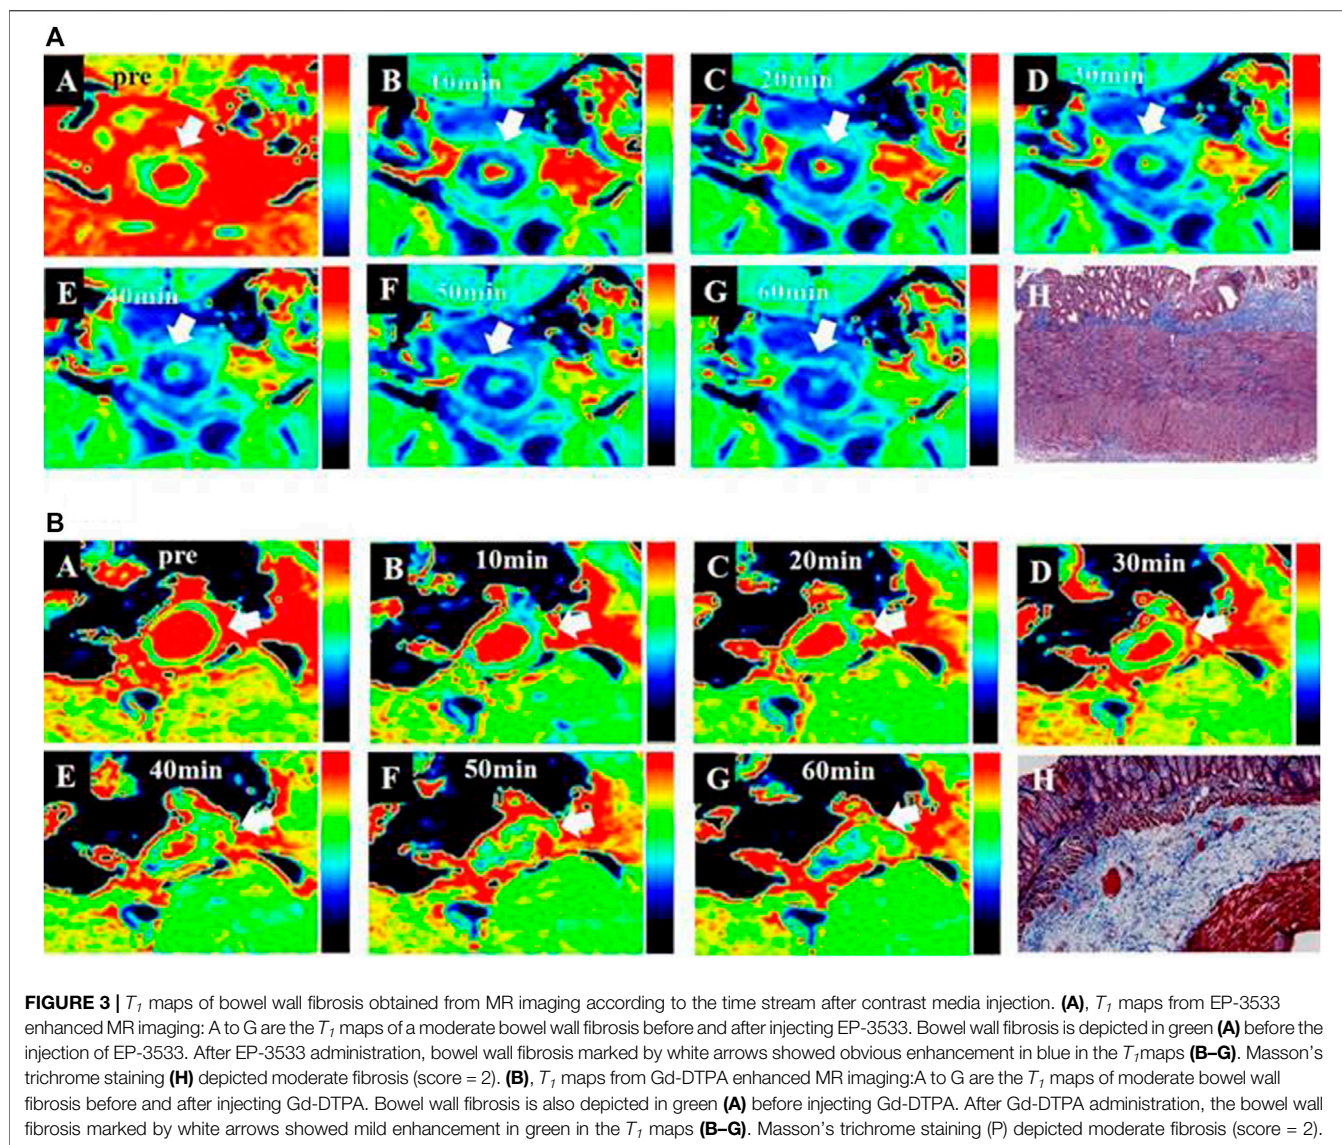 A
A pre
B 10min
C 20min
D 30min
E 40min
F 50min
G 60min
H
B
A pre
B 10min
C 20min
D 30min
E 40min
F 50min
G 60min
H
FIGURE 3 | T1 maps of bowel wall fibrosis obtained from MR imaging according to the time stream after contrast media injection. (A), T1 maps from EP-3533
enhanced MR imaging: A to G are the T1 maps of a moderate bowel wall fibrosis before and after injecting EP-3533. Bowel wall fibrosis is depicted in green (A) before the
injection of EP-3533. After EP-3533 administration, bowel wall fibrosis marked by white arrows showed obvious enhancement in blue in the T1maps (B–G). Masson's
trichrome staining (H) depicted moderate fibrosis (score = 2). (B), T1 maps from Gd-DTPA enhanced MR imaging:A to G are the T1 maps of moderate bowel wall
fibrosis before and after injecting Gd-DTPA. Bowel wall fibrosis is also depicted in green (A) before injecting Gd-DTPA. After Gd-DTPA administration, the bowel wall
fibrosis marked by white arrows showed mild enhancement in green in the T1 maps (B–G). Masson's trichrome staining (P) depicted moderate fibrosis (score = 2).